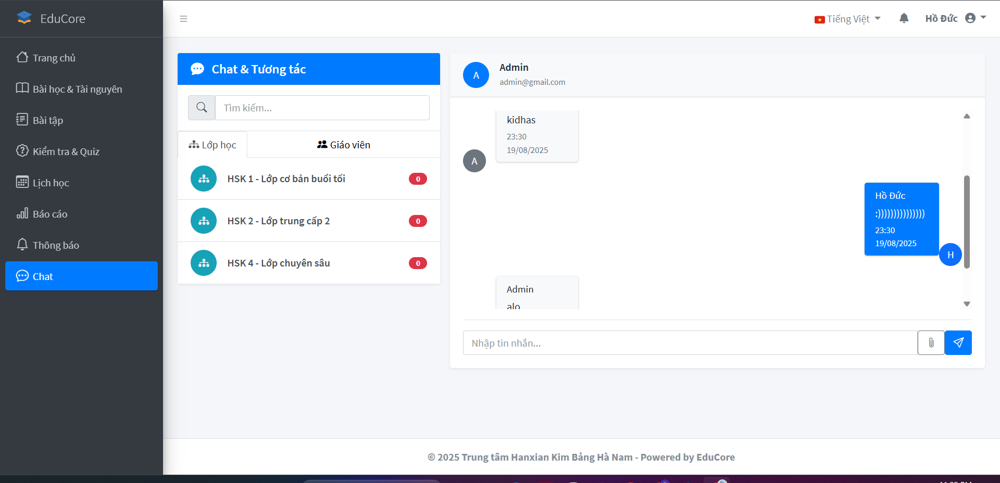 EduCore
Tiếng Việt
Hồ Đức
Trang chủ
Bài học & Tài nguyên
Bài tập
Kiểm tra & Quiz
Lịch học
Báo cáo
Thông báo
Chat
Chat & Tương tác
Tìm kiếm...
Lớp học
Giáo viên
HSK 1 - Lớp cơ bản buổi tối
0
HSK 2 - Lớp trung cấp 2
0
HSK 4 - Lớp chuyên sâu
0
A
Admin
admin@gmail.com
kidhas
23:30
19/08/2025
A
Hồ Đức
:)))))))))))))))
23:30
19/08/2025
H
Admin
alo
Nhập tin nhắn...
© 2025 Trung tâm Hanxian Kim Bảng Hà Nam - Powered by EduCore